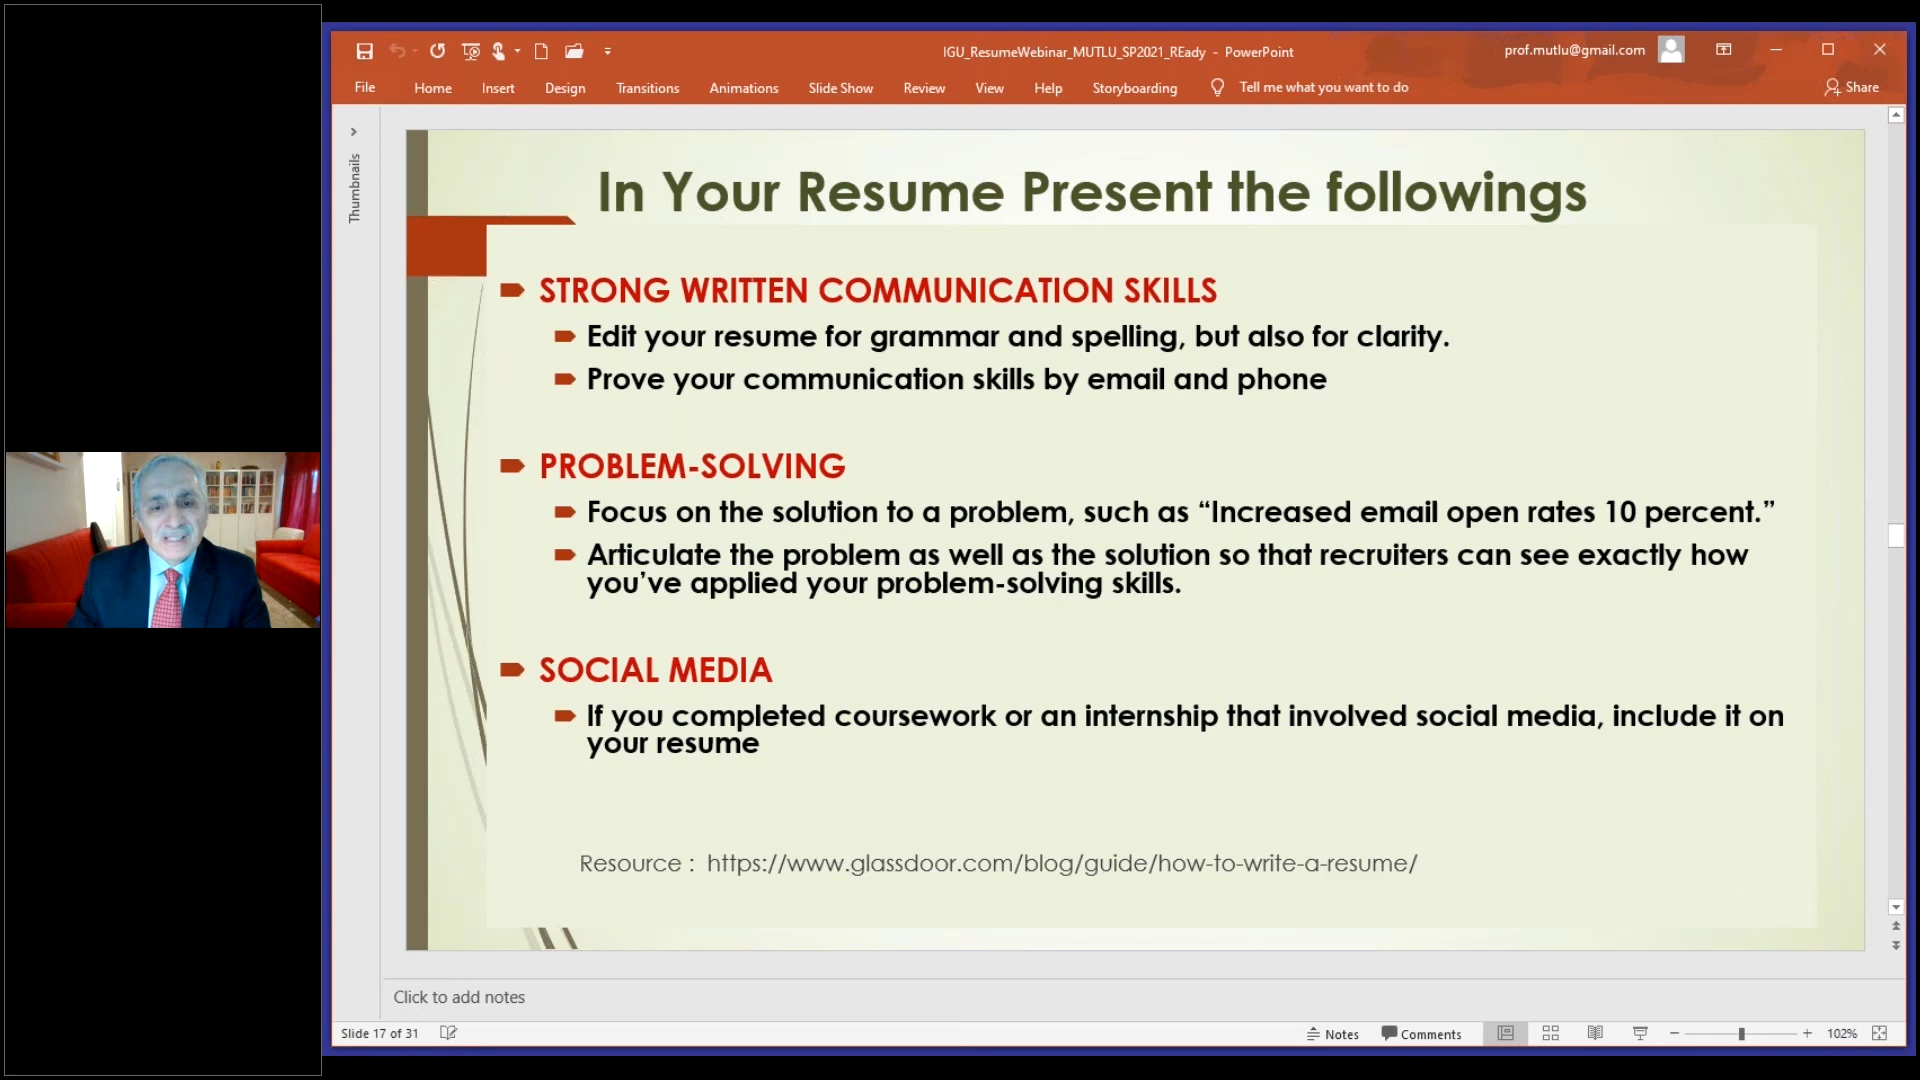 IGU_ResumeWebinar_MUTLU_SP2021_REady - PowerPoint
prof.mutlu@gmail.com
File Home Insert Design Transitions Animations Slide Show Review View Help Storyboarding Tell me what you want to do Share
Thumbnails
In Your Resume Present the followings
STRONG WRITTEN COMMUNICATION SKILLS
Edit your resume for grammar and spelling, but also for clarity.
Prove your communication skills by email and phone
PROBLEM-SOLVING
Focus on the solution to a problem, such as “Increased email open rates 10 percent.”
Articulate the problem as well as the solution so that recruiters can see exactly how
you’ve applied your problem-solving skills.
SOCIAL MEDIA
If you completed coursework or an internship that involved social media, include it on
your resume
Resource : https://www.glassdoor.com/blog/guide/how-to-write-a-resume/
Click to add notes
Slide 17 of 31 Notes Comments 102%